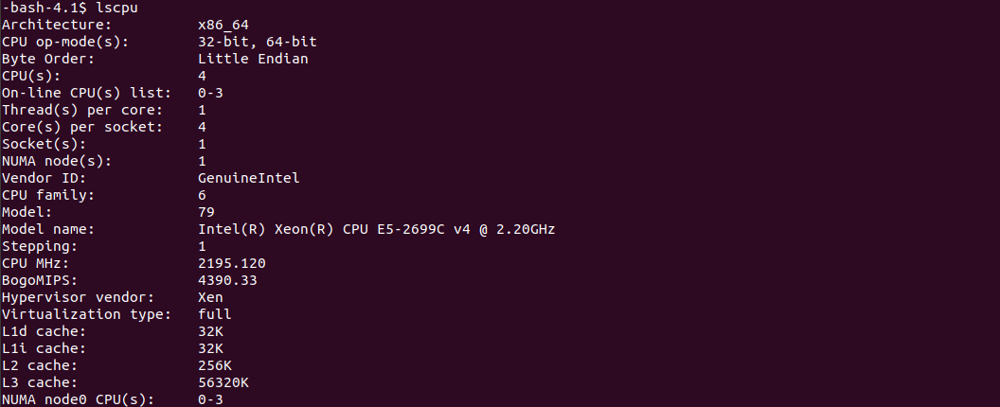 -bash-4.1$ lscpu
Architecture:          x86_64
CPU op-mode(s):        32-bit, 64-bit
Byte Order:            Little Endian
CPU(s):                4
On-line CPU(s) list:   0-3
Thread(s) per core:    1
Core(s) per socket:    4
Socket(s):             1
NUMA node(s):          1
Vendor ID:             GenuineIntel
CPU family:            6
Model:                 79
Model name:            Intel(R) Xeon(R) CPU E5-2699C v4 @ 2.20GHz
Stepping:              1
CPU MHz:               2195.120
BogoMIPS:              4390.33
Hypervisor vendor:     Xen
Virtualization type:   full
L1d cache:             32K
L1i cache:             32K
L2 cache:              256K
L3 cache:              56320K
NUMA node0 CPU(s):     0-3